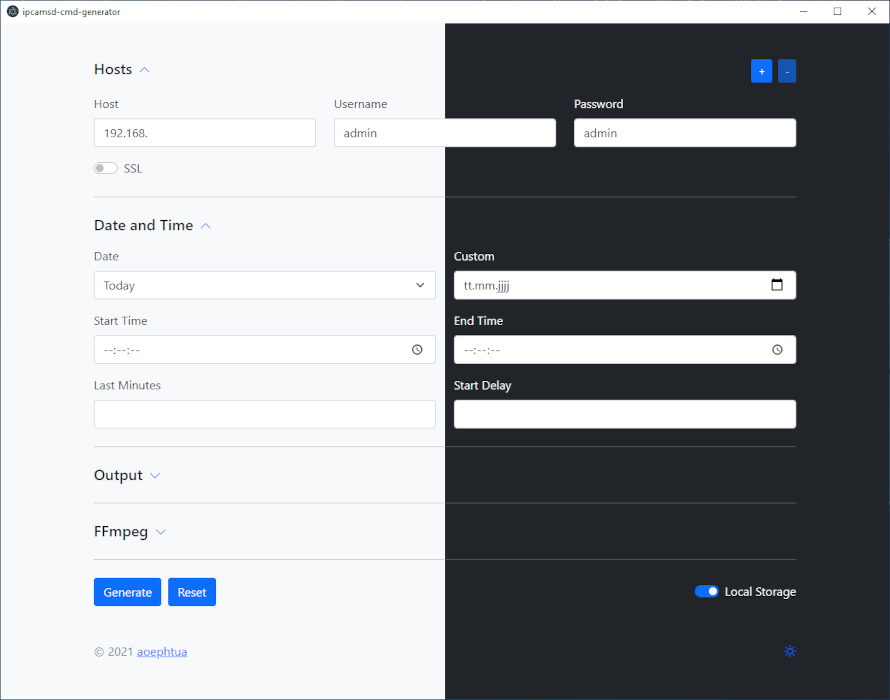 ipcamsd-cmd-generator
Hosts
+ -
Host Username Password
192.168. admin admin
SSL
Date and Time
Date Custom
Today tt.mm.jjjj
Start Time End Time
--:--:-- --:--:--
Last Minutes Start Delay
Output
FFmpeg
Generate Reset Local Storage
© 2021 aoephtua